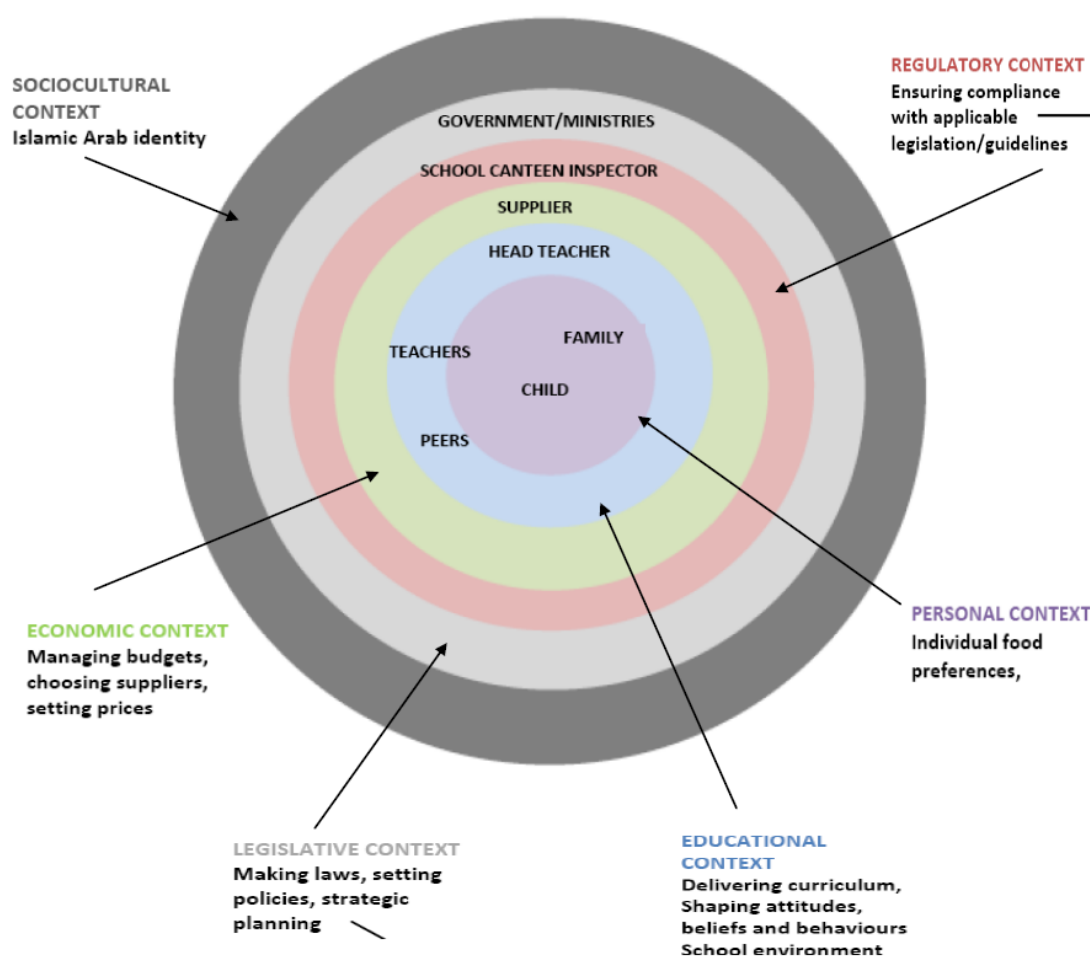 SOCIOCULTURAL
CONTEXT
Islamic Arab identity
REGULATORY CONTEXT
Ensuring compliance
with applicable
legislation/guidelines
GOVERNMENT/MINISTRIES
SCHOOL CANTEEN INSPECTOR
SUPPLIER
HEAD TEACHER
FAMILY
TEACHERS
CHILD
PEERS
ECONOMIC CONTEXT
Managing budgets,
choosing suppliers,
setting prices
PERSONAL CONTEXT
Individual food
preferences,
LEGISLATIVE CONTEXT
Making laws, setting
policies, strategic
planning
EDUCATIONAL
CONTEXT
Delivering curriculum,
Shaping attitudes,
beliefs and behaviours
School environment